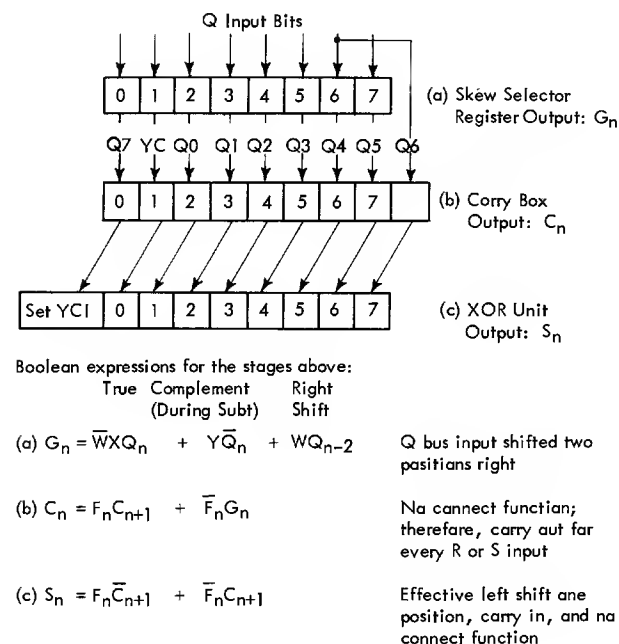 Q Input Bits
0 1 2 3 4 5 6 7
(a) Skew Selector
Register Output: Gn
Q7 YC Q0 Q1 Q2 Q3 Q4 Q5 Q6
0 1 2 3 4 5 6 7
(b) Corry Box
Output: Cn
Set YCI 0 1 2 3 4 5 6 7
(c) XOR Unit
Output: Sn
Boolean expressions for the stages above:
True Complement Right
(During Subt) Shift
(a) Gn = W̅XQn + YQ̅n + WQn-2 Q bus input shifted two
pasitians right
(b) Cn = FnCn+1 + F̅nGn Na cannect functian;
therefare, carry aut far
every R or S input
(c) Sn = FnC̅n+1 + F̅nCn+1 Effective left shift ane
position, carry in, and na
connect function